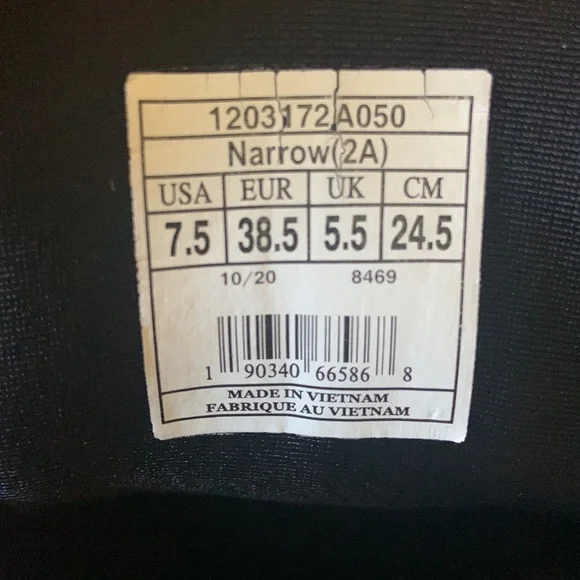 1203172A050
Narrow(2A)
USA EUR UK CM
7.5 38.5 5.5 24.5
10/20 8469
1 90340 66586 8
MADE IN VIETNAM
FABRIQUE AU VIETNAM